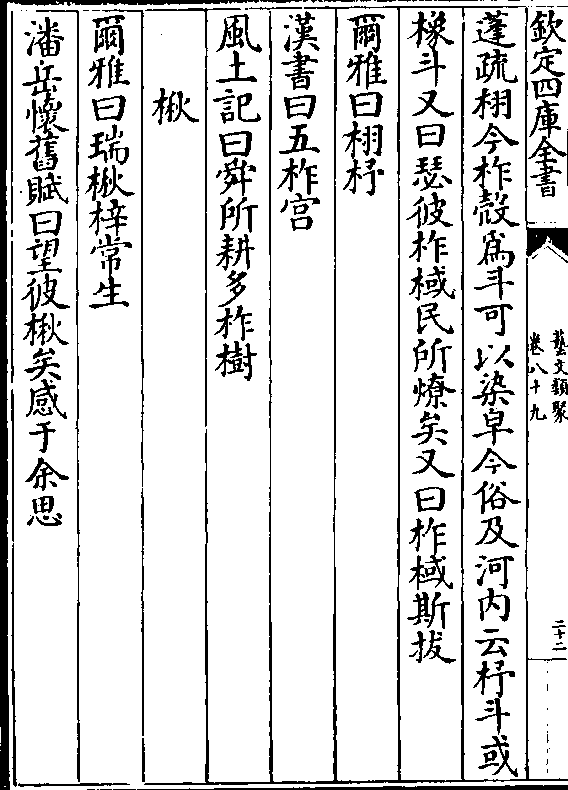 欽定四庫全書
藝文類聚
卷八十九
二十二
蓬疏栩今柞殼爲斗可以染皁今俗及河内云杼斗或
橡斗又曰瑟彼柞棫民所燎矣又曰柞棫斯拔
爾雅曰栩杼
漢書曰五柞宫
風土記曰舜所耕多柞樹
楸
爾雅曰瑞楸梓常生
潘岳懷舊賦曰望彼楸矣感于余思